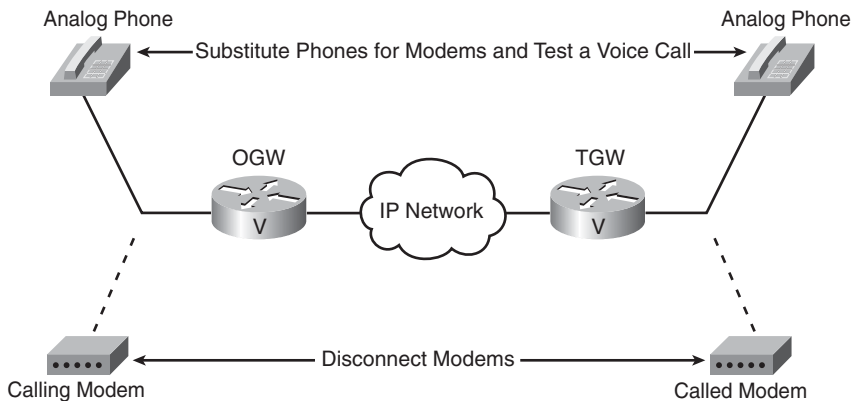 Analog Phone
Analog Phone
Substitute Phones for Modems and Test a Voice Call
OGW
TGW
IP Network
V
V
Disconnect Modems
Calling Modem
Called Modem